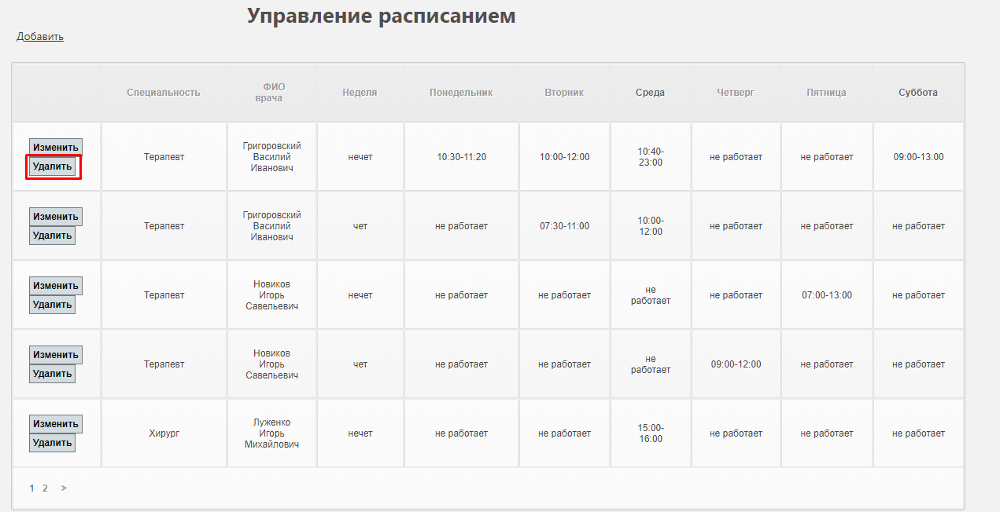 Управление расписанием
Добавить
Специальность
ФИО
врача
Неделя
Понедельник
Вторник
Среда
Четверг
Пятница
Суббота
Изменить
Удалить
Терапевт
Григоровский
Василий
Иванович
нечет
10:30-11:20
10:00-12:00
10:40-
23:00
не работает
не работает
09:00-13:00
Изменить
Удалить
Терапевт
Григоровский
Василий
Иванович
чет
не работает
07:30-11:00
10:00-
12:00
не работает
не работает
не работает
Изменить
Удалить
Терапевт
Новиков
Игорь
Савельевич
нечет
не работает
не работает
не
работает
не работает
07:00-13:00
не работает
Изменить
Удалить
Терапевт
Новиков
Игорь
Савельевич
чет
не работает
не работает
не
работает
09:00-12:00
не работает
не работает
Изменить
Удалить
Хирург
Луженко
Игорь
Михайлович
нечет
не работает
не работает
15:00-
16:00
не работает
не работает
не работает
1 2 >